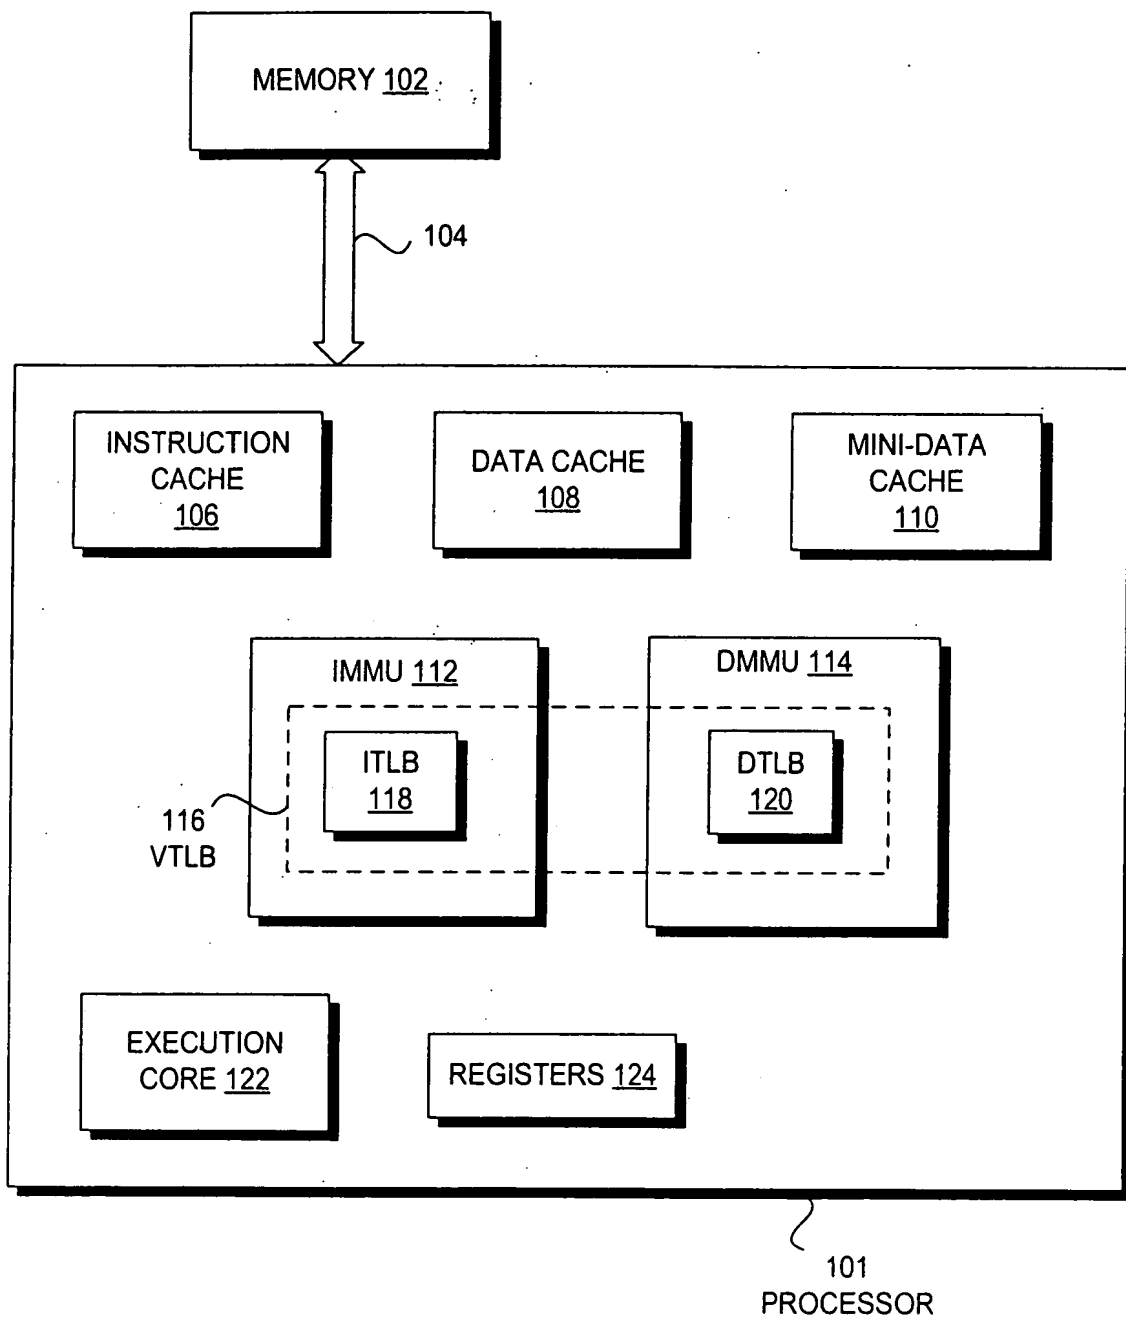 MEMORY 102
104
INSTRUCTION
CACHE
106
DATA CACHE
108
MINI-DATA
CACHE
110
IMMU 112
DMMU 114
ITLB
118
DTLB
120
116
VTLB
EXECUTION
CORE 122
REGISTERS 124
101
PROCESSOR